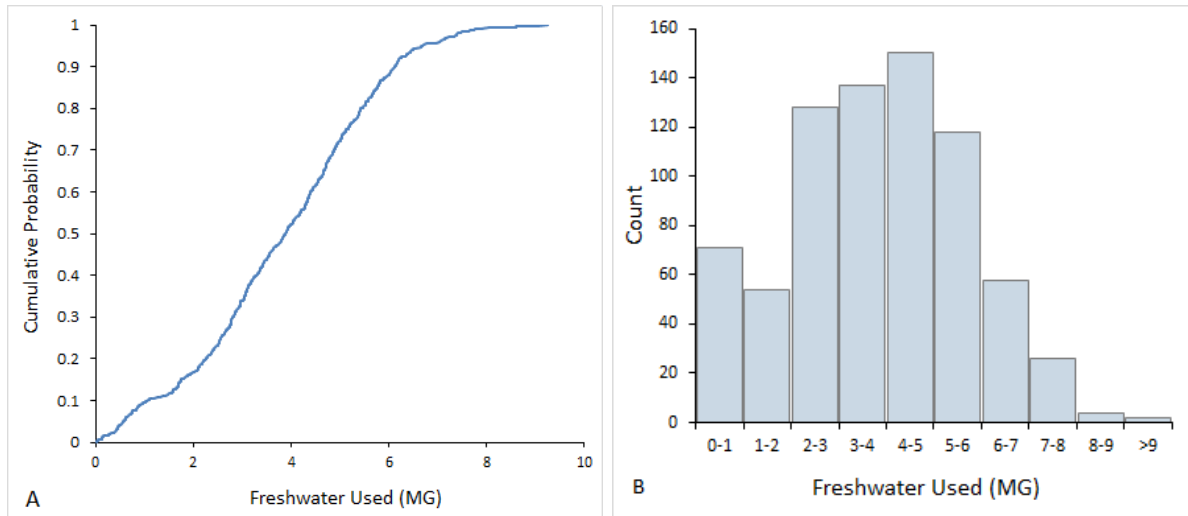 Cumulative Probability
1
0.9
0.8
0.7
0.6
0.5
0.4
0.3
0.2
0.1
0
0 2 4 6 8 10
Freshwater Used (MG)
A
Count
160
140
120
100
80
60
40
20
0
0-1 1-2 2-3 3-4 4-5 5-6 6-7 7-8 8-9 >9
Freshwater Used (MG)
B